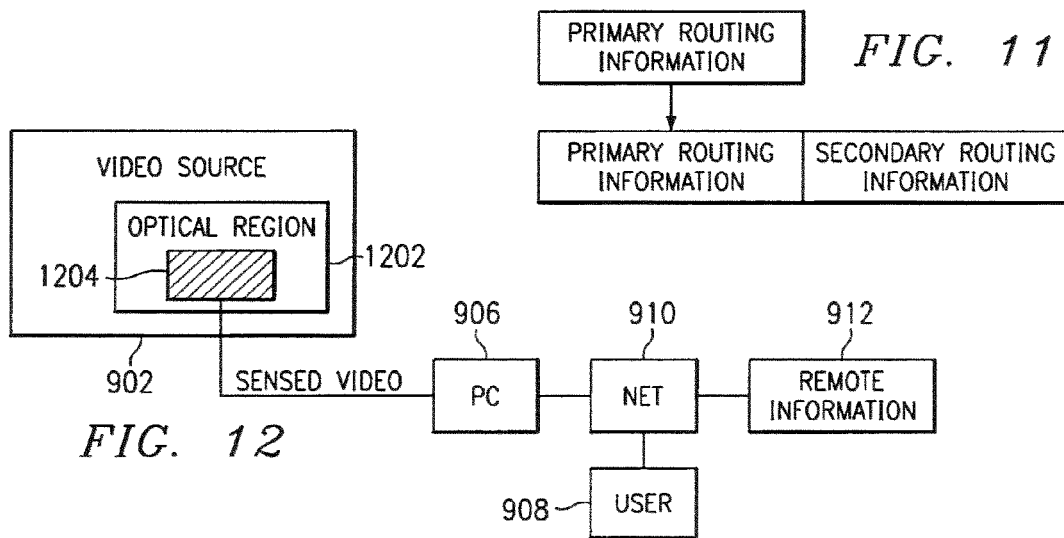 PRIMARY ROUTING
INFORMATION
FIG. 11
PRIMARY ROUTING
INFORMATION
SECONDARY ROUTING
INFORMATION
VIDEO SOURCE
OPTICAL REGION
1204
1202
902
SENSED VIDEO
906
PC
910
NET
912
REMOTE
INFORMATION
908
USER
FIG. 12